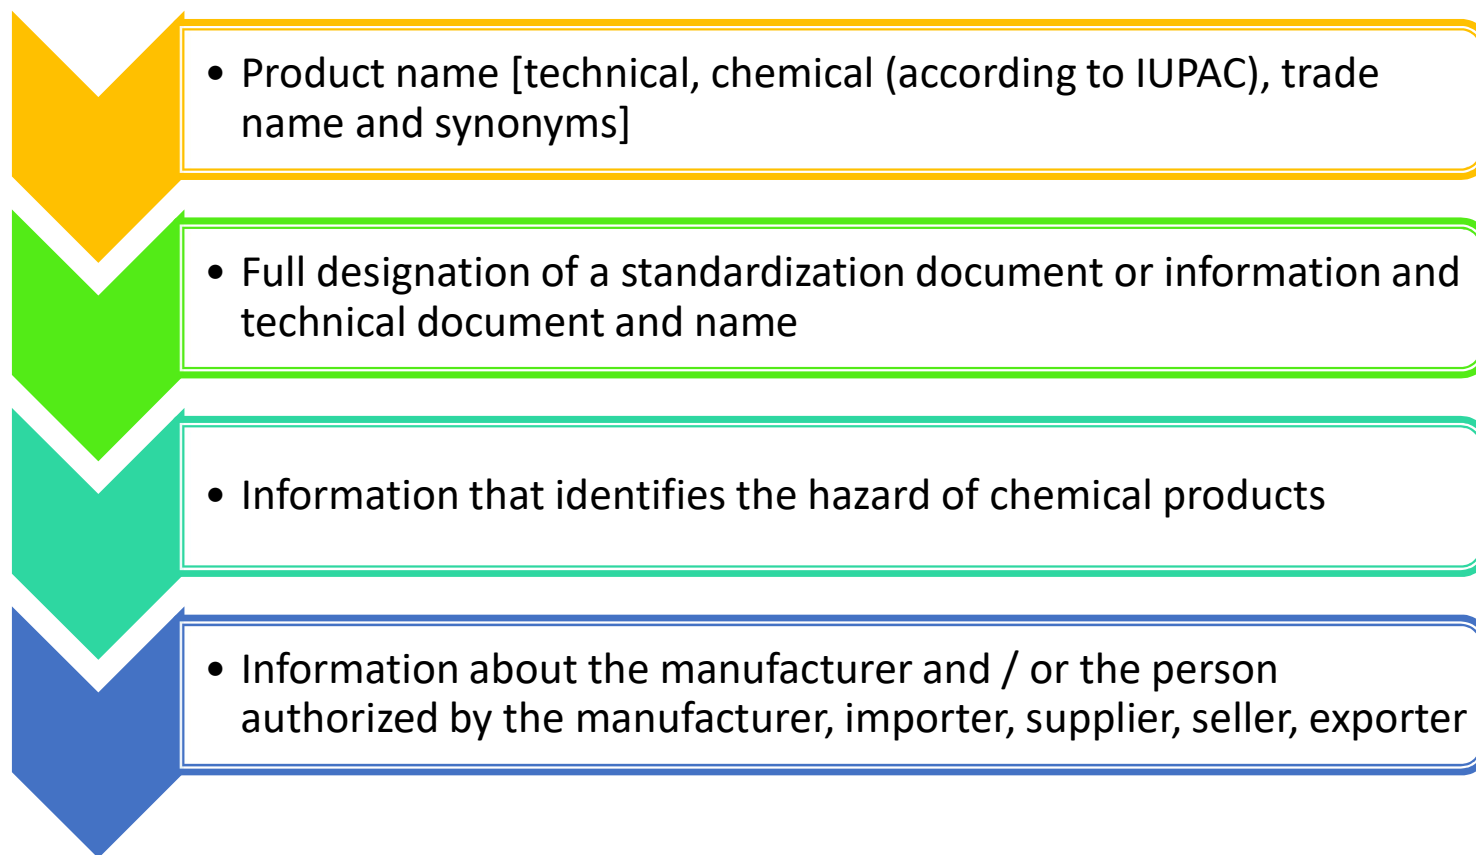 • Product name [technical, chemical (according to IUPAC), trade
name and synonyms]
• Full designation of a standardization document or information and
technical document and name
• Information that identifies the hazard of chemical products
• Information about the manufacturer and / or the person
authorized by the manufacturer, importer, supplier, seller, exporter